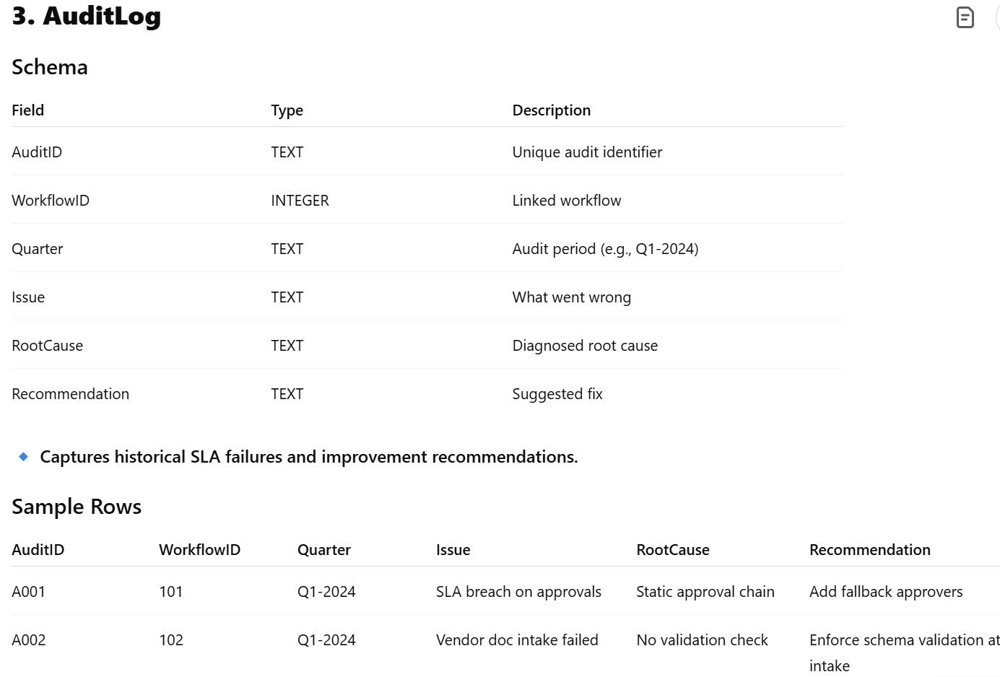 3. AuditLog
Schema
Field Type Description
AuditID TEXT Unique audit identifier
WorkflowID INTEGER Linked workflow
Quarter TEXT Audit period (e.g., Q1-2024)
Issue TEXT What went wrong
RootCause TEXT Diagnosed root cause
Recommendation TEXT Suggested fix
Captures historical SLA failures and improvement recommendations.
Sample Rows
AuditID WorkflowID Quarter Issue RootCause Recommendation
A001 101 Q1-2024 SLA breach on approvals Static approval chain Add fallback approvers
A002 102 Q1-2024 Vendor doc intake failed No validation check Enforce schema validation at
intake